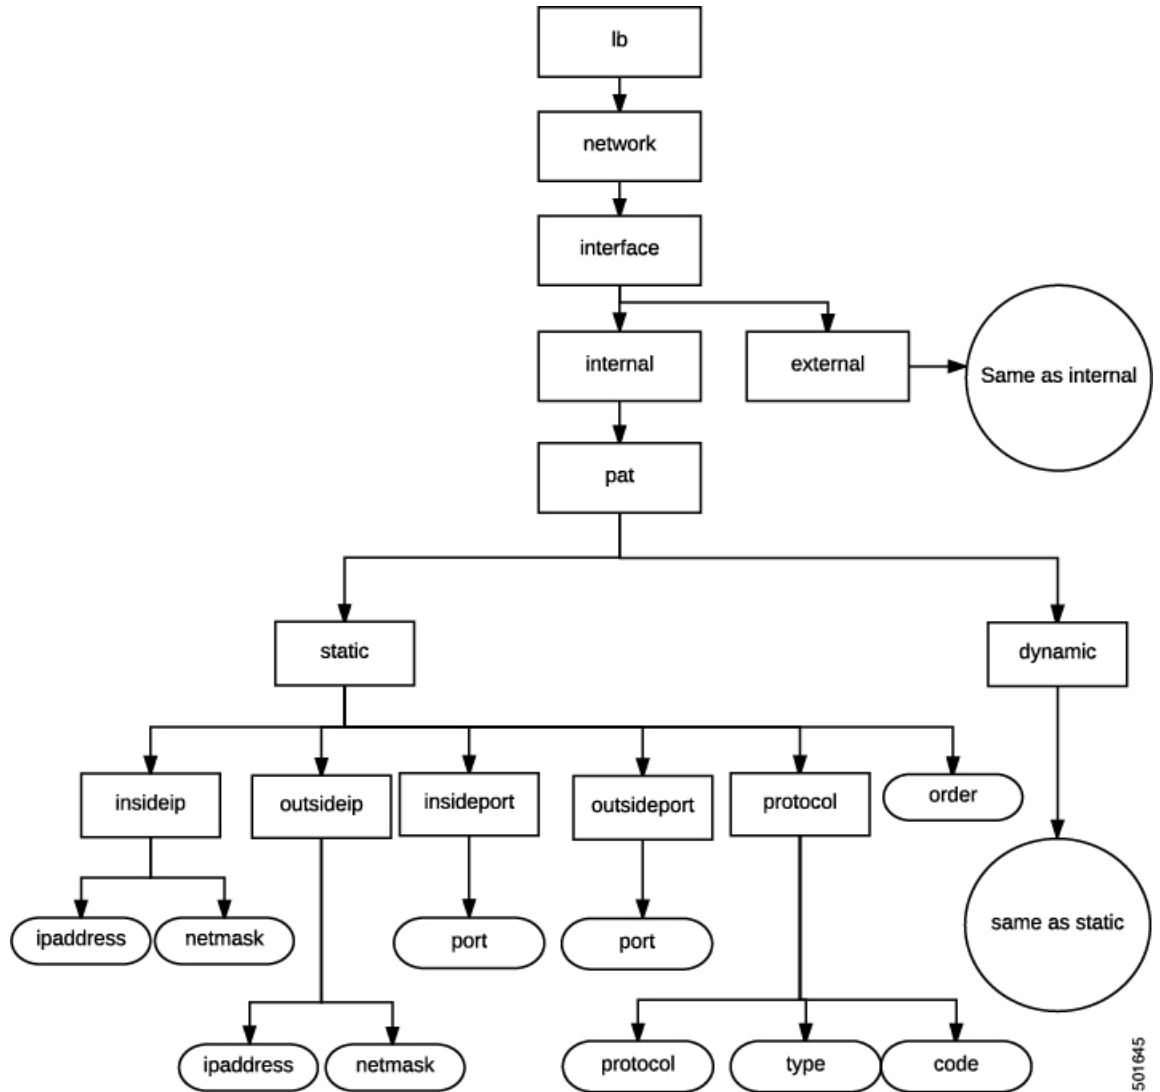 lb
network
interface
internal
external
Same as internal
pat
static
dynamic
insideip
outsideip
insideport
outsideport
protocol
order
ipaddress
netmask
port
port
same as static
ipaddress
netmask
protocol
type
code
501645